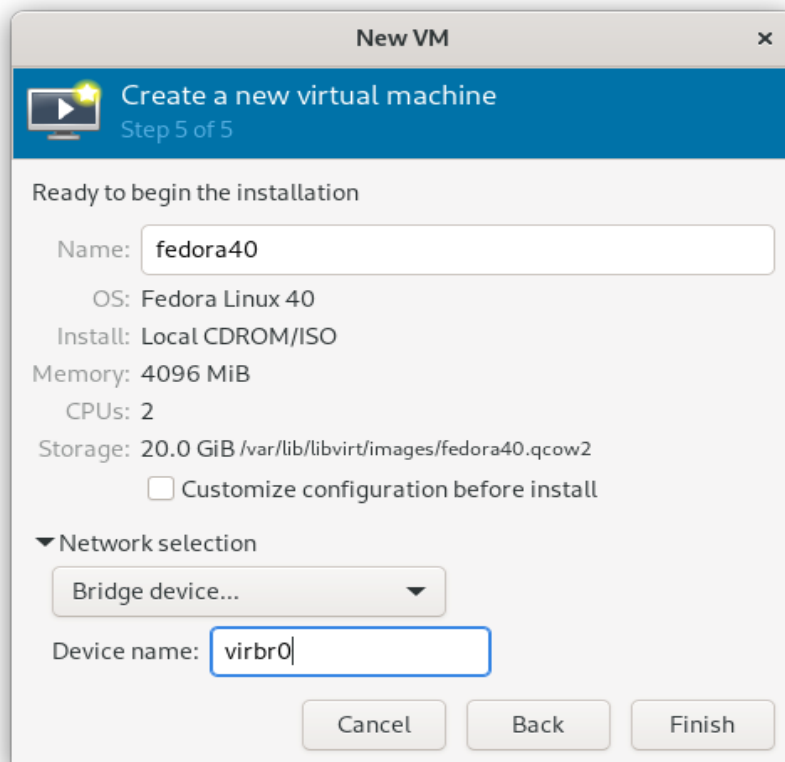 New VM
Create a new virtual machine
Step 5 of 5
Ready to begin the installation
Name: fedora40
OS: Fedora Linux 40
Install: Local CDROM/ISO
Memory: 4096 MiB
CPUs: 2
Storage: 20.0 GiB /var/lib/libvirt/images/fedora40.qcow2
Customize configuration before install
Network selection
Bridge device...
Device name: virbr0
Cancel Back Finish